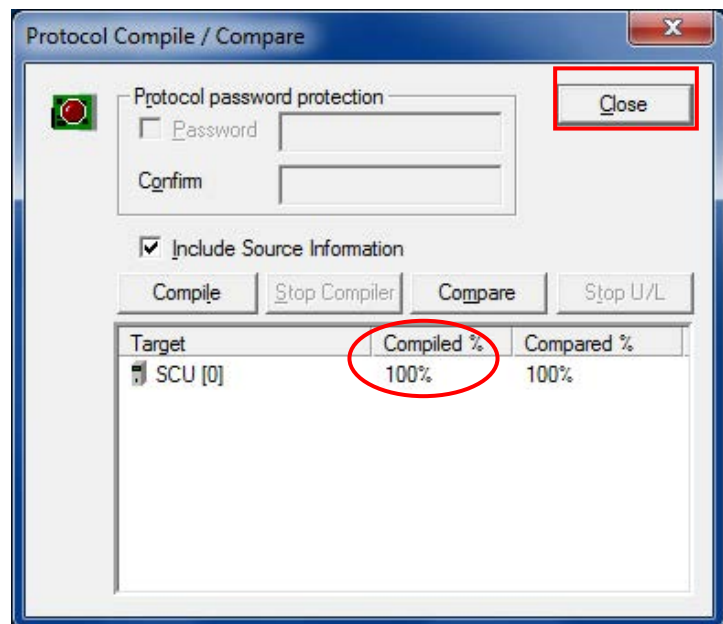 Protocol Compile / Compare
Protocol password protection
Close
Password
Confirm
Include Source Information
Compile Stop Compiler Compare Stop U/L
Target Compiled % Compared %
SCU [0] 100% 100%